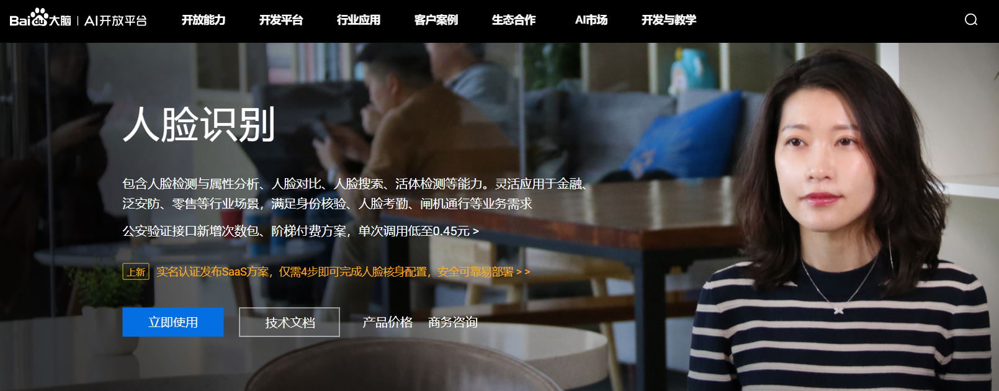 Bai du 大脑 | AI开放平台 开放能力 开发平台 行业应用 客户案例 生态合作 AI市场 开发与教学
人脸识别
包含人脸检测与属性分析、人脸对比、人脸搜索、活体检测等能力。灵活应用于金融、
泛安防、零售等行业场景，满足身份核验、人脸考勤、闸机通行等业务需求
公安验证接口新增次数包、阶梯付费方案，单次调用低至0.45元 >
上新 实名认证发布SaaS方案，仅需4步即可完成人脸核身配置，安全可靠易部署 > >
立即使用 技术文档 产品价格 商务咨询